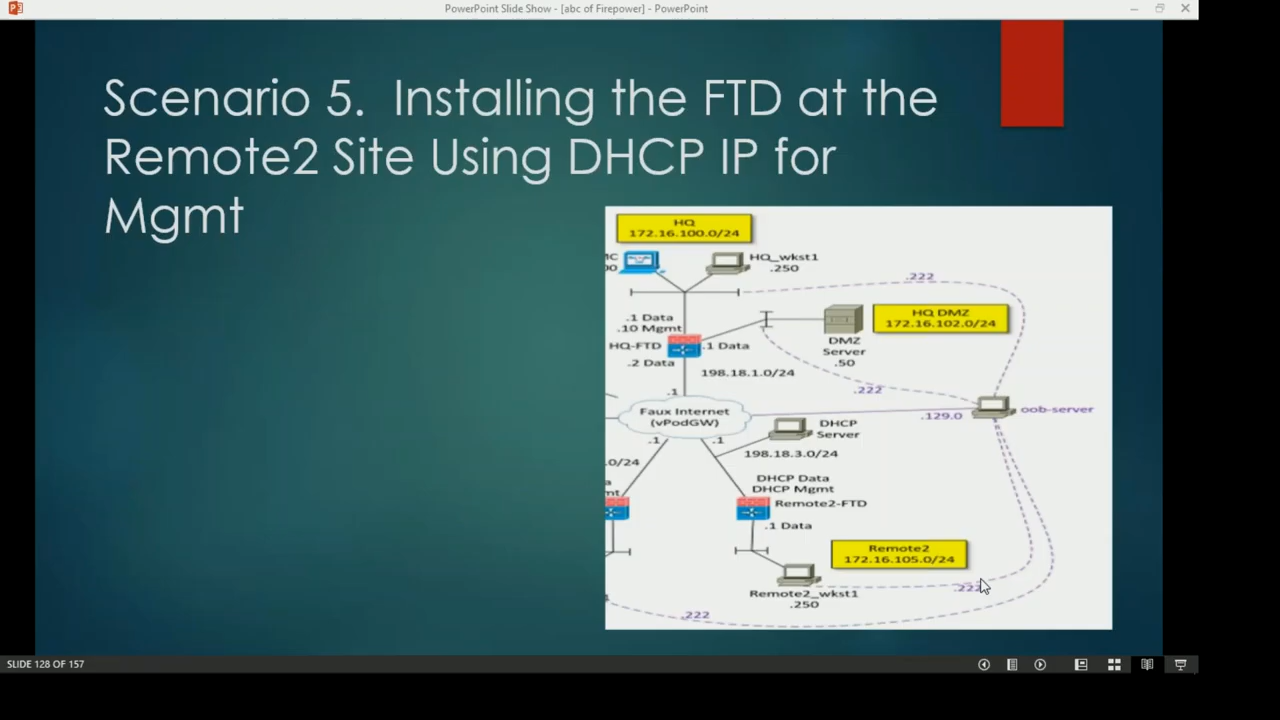 PowerPoint Slide Show - [abc of Firepower] - PowerPoint
Scenario 5. Installing the FTD at the
Remote2 Site Using DHCP IP for
Mgmt
HQ
172.16.100.0/24
HQ_wkst1
.250
.222
.1 Data
.10 Mgmt
HQ DMZ
172.16.102.0/24
HQ-FTD
.1 Data
DMZ
Server
.50
.2 Data
198.18.1.0/24
.222
.1
Faux Internet
(vPodGW)
.129.0
oob-server
DHCP
Server
.1
.1
198.18.3.0/24
.0/24
DHCP Data
DHCP Mgmt
Remote2-FTD
.1 Data
Remote2
172.16.105.0/24
Remote2_wkst1
.250
.222
.222
SLIDE 128 OF 157